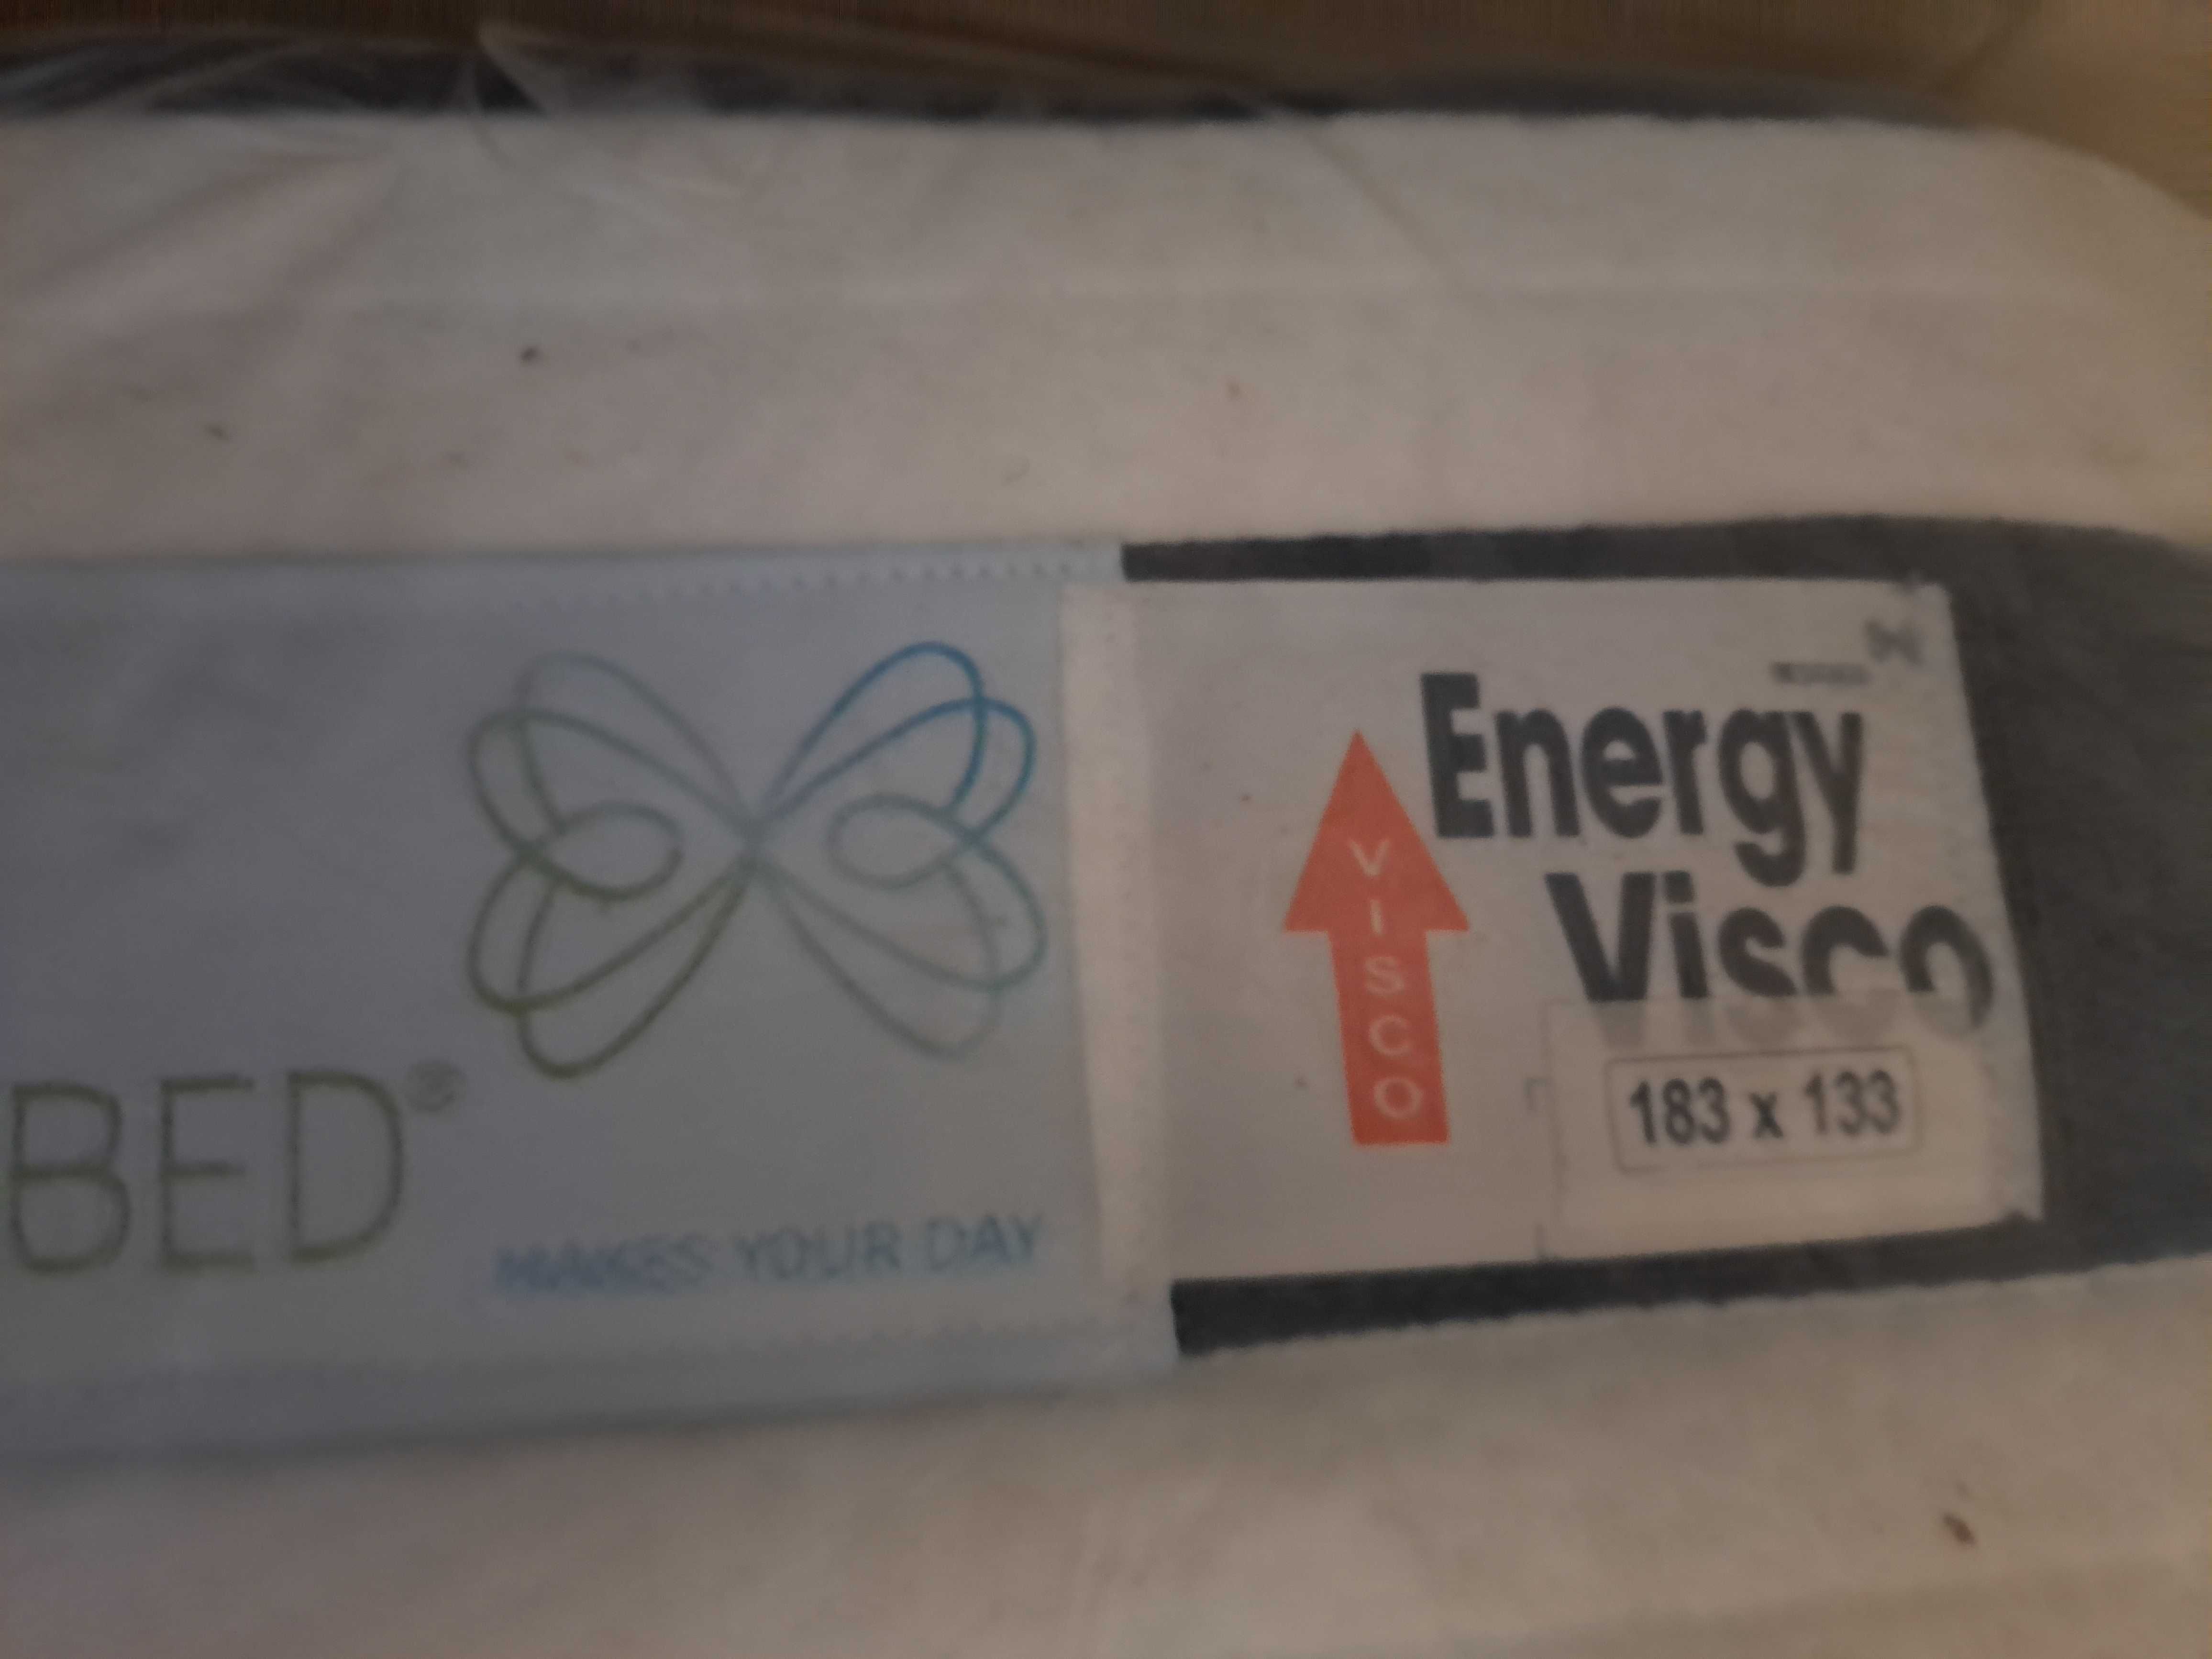 BED®
MAKES YOUR DAY
VISCO
Energy
Visco
183 x 133